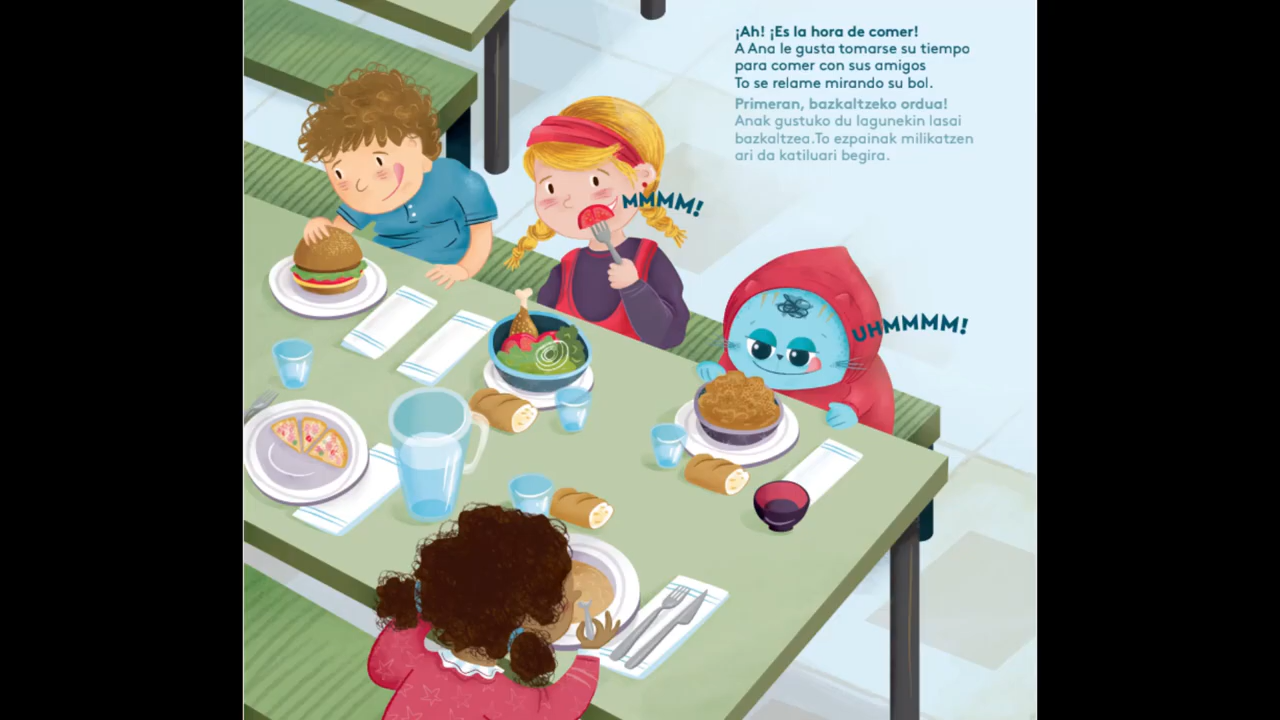 ¡Ah! ¡Es la hora de comer!
A Ana le gusta tomarse su tiempo
para comer con sus amigos
To se relame mirando su bol.
Primeran, bazkaltzeko ordua!
Anak gustuko du lagunekin lasai
bazkaltzea.To ezpainak milikatzen
ari da katiluari begira.
MMMM!
UHMMMM!